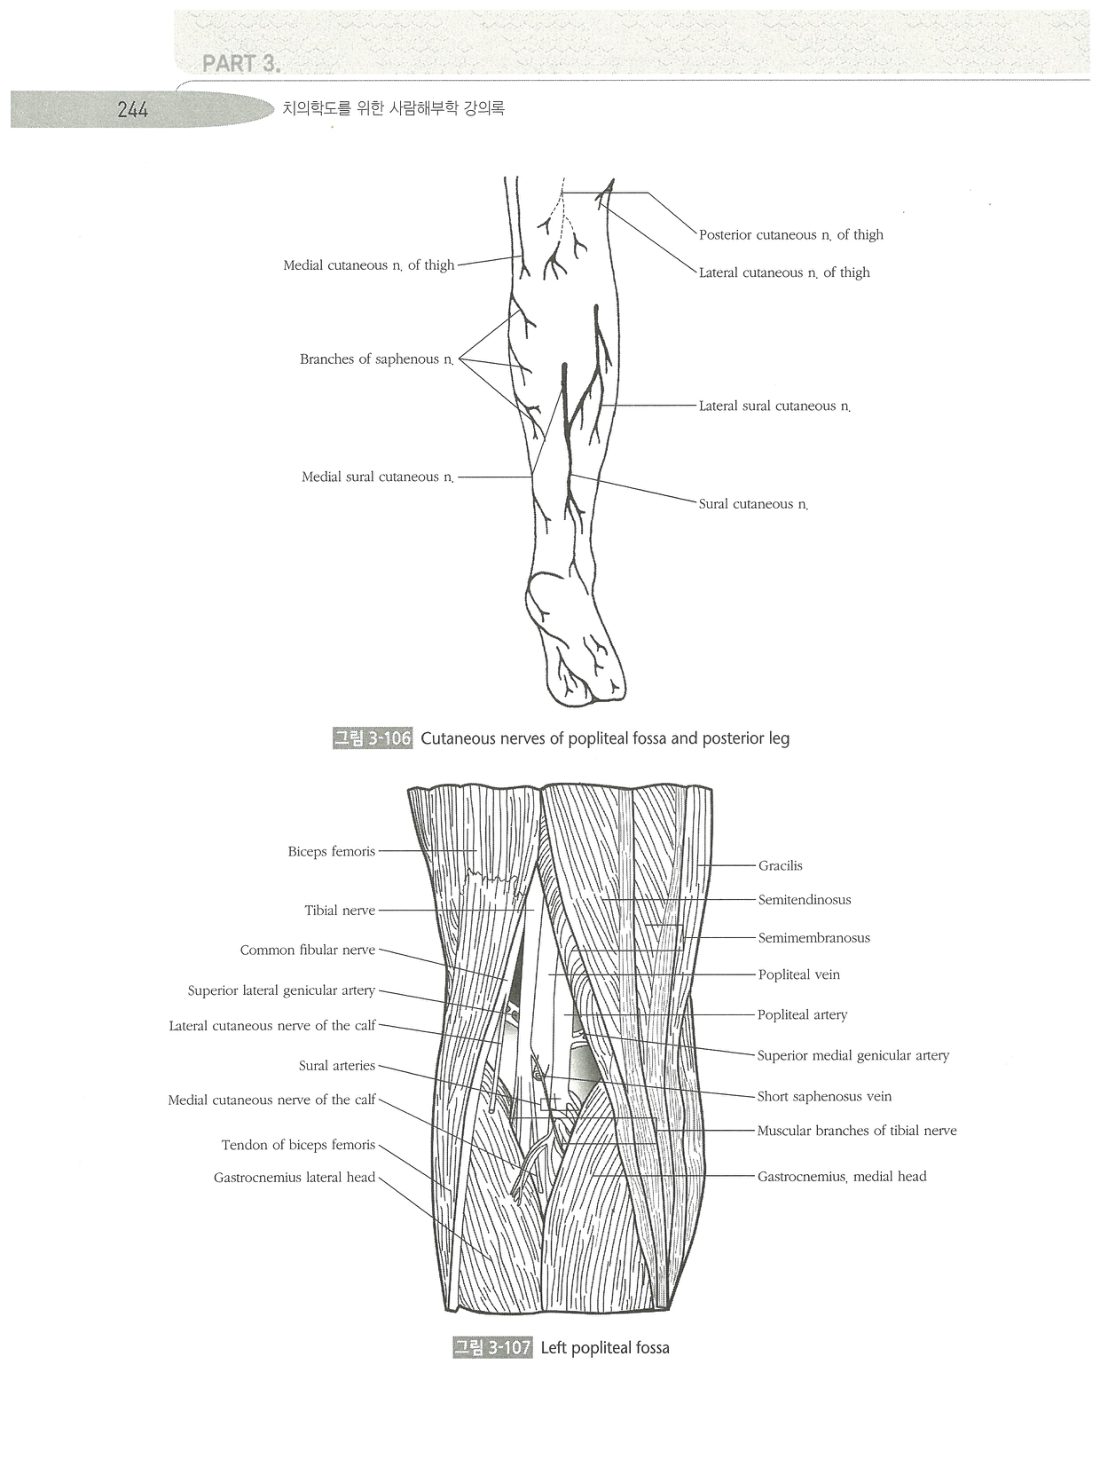 PART 3.
244
치의학도를 위한 사람해부학 강의록
Posterior cutaneous n. of thigh
Medial cutaneous n. of thigh
Lateral cutaneous n. of thigh
Branches of saphenous n.
Lateral sural cutaneous n.
Medial sural cutaneous n.
Sural cutaneous n.
그림 3-106 Cutaneous nerves of popliteal fossa and posterior leg
Biceps femoris
Tibial nerve
Common fibular nerve
Superior lateral genicular artery
Lateral cutaneous nerve of the calf
Sural arteries
Medial cutaneous nerve of the calf
Tendon of biceps femoris
Gastrocnemius lateral head
Gracilis
Semitendinosus
Semimembranosus
Popliteal vein
Popliteal artery
Superior medial genicular artery
Short saphenosus vein
Muscular branches of tibial nerve
Gastrocnemius, medial head
그림 3-107 Left popliteal fossa